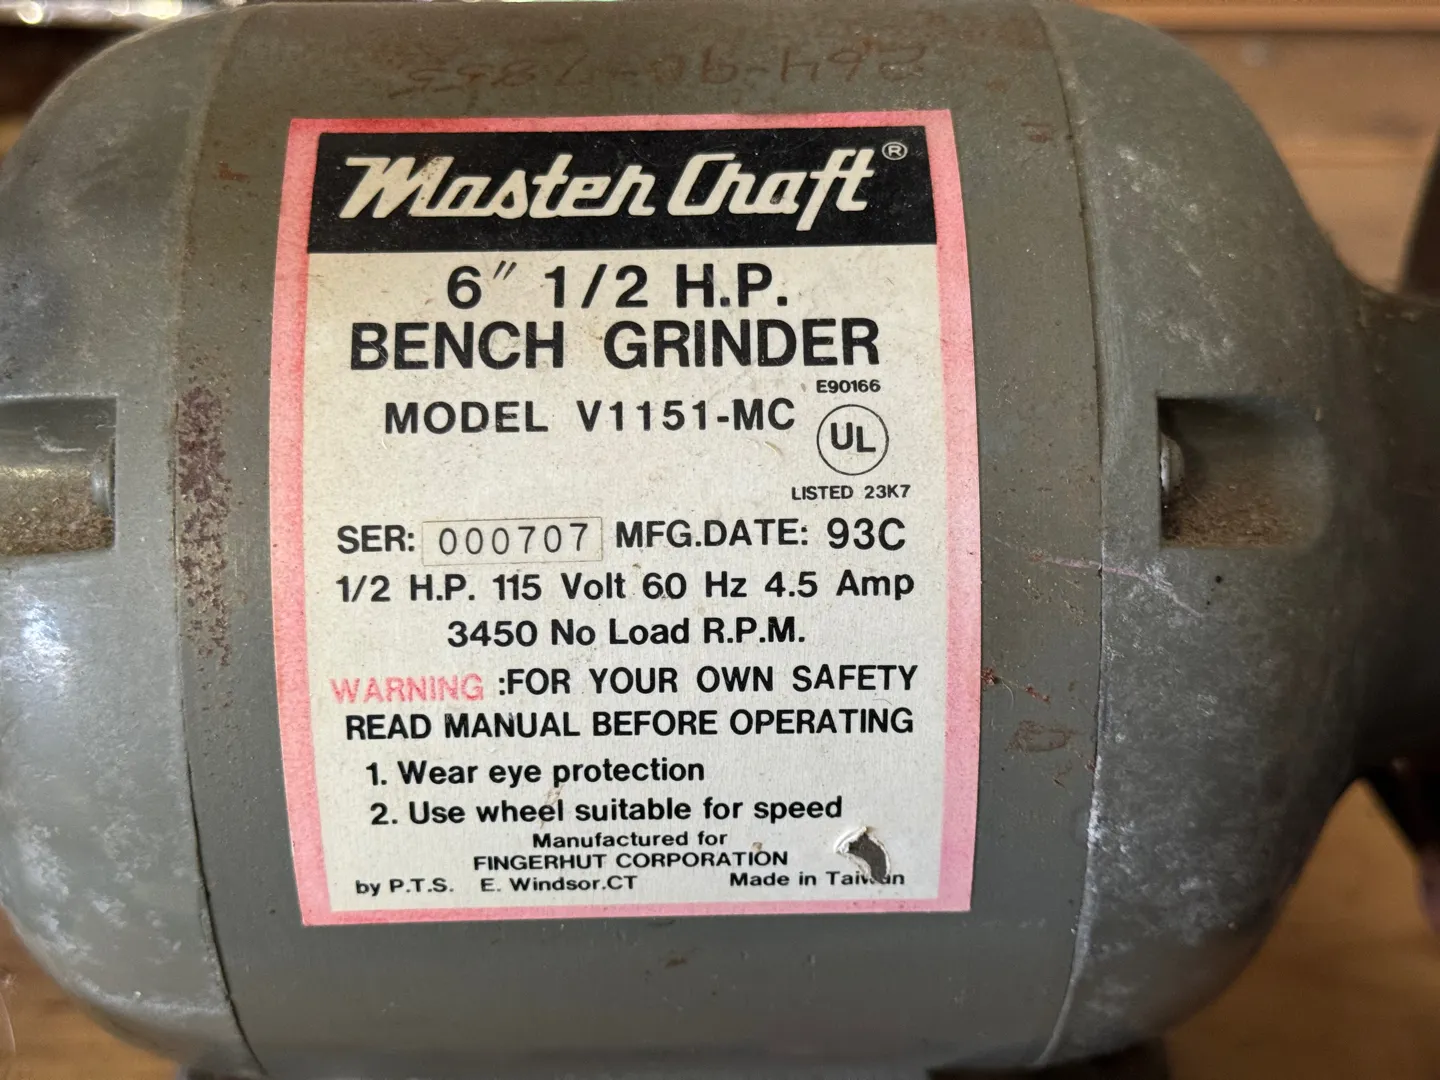 264-90-7855
Master Craft®
6" 1/2 H.P.
BENCH GRINDER
E90166
MODEL V1151-MC
UL
LISTED 23K7
SER: 000707 MFG.DATE: 93C
1/2 H.P. 115 Volt 60 Hz 4.5 Amp
3450 No Load R.P.M.
WARNING :FOR YOUR OWN SAFETY
READ MANUAL BEFORE OPERATING
1. Wear eye protection
2. Use wheel suitable for speed
Manufactured for
FINGERHUT CORPORATION
by P.T.S. E. Windsor.CT Made in Taiwan